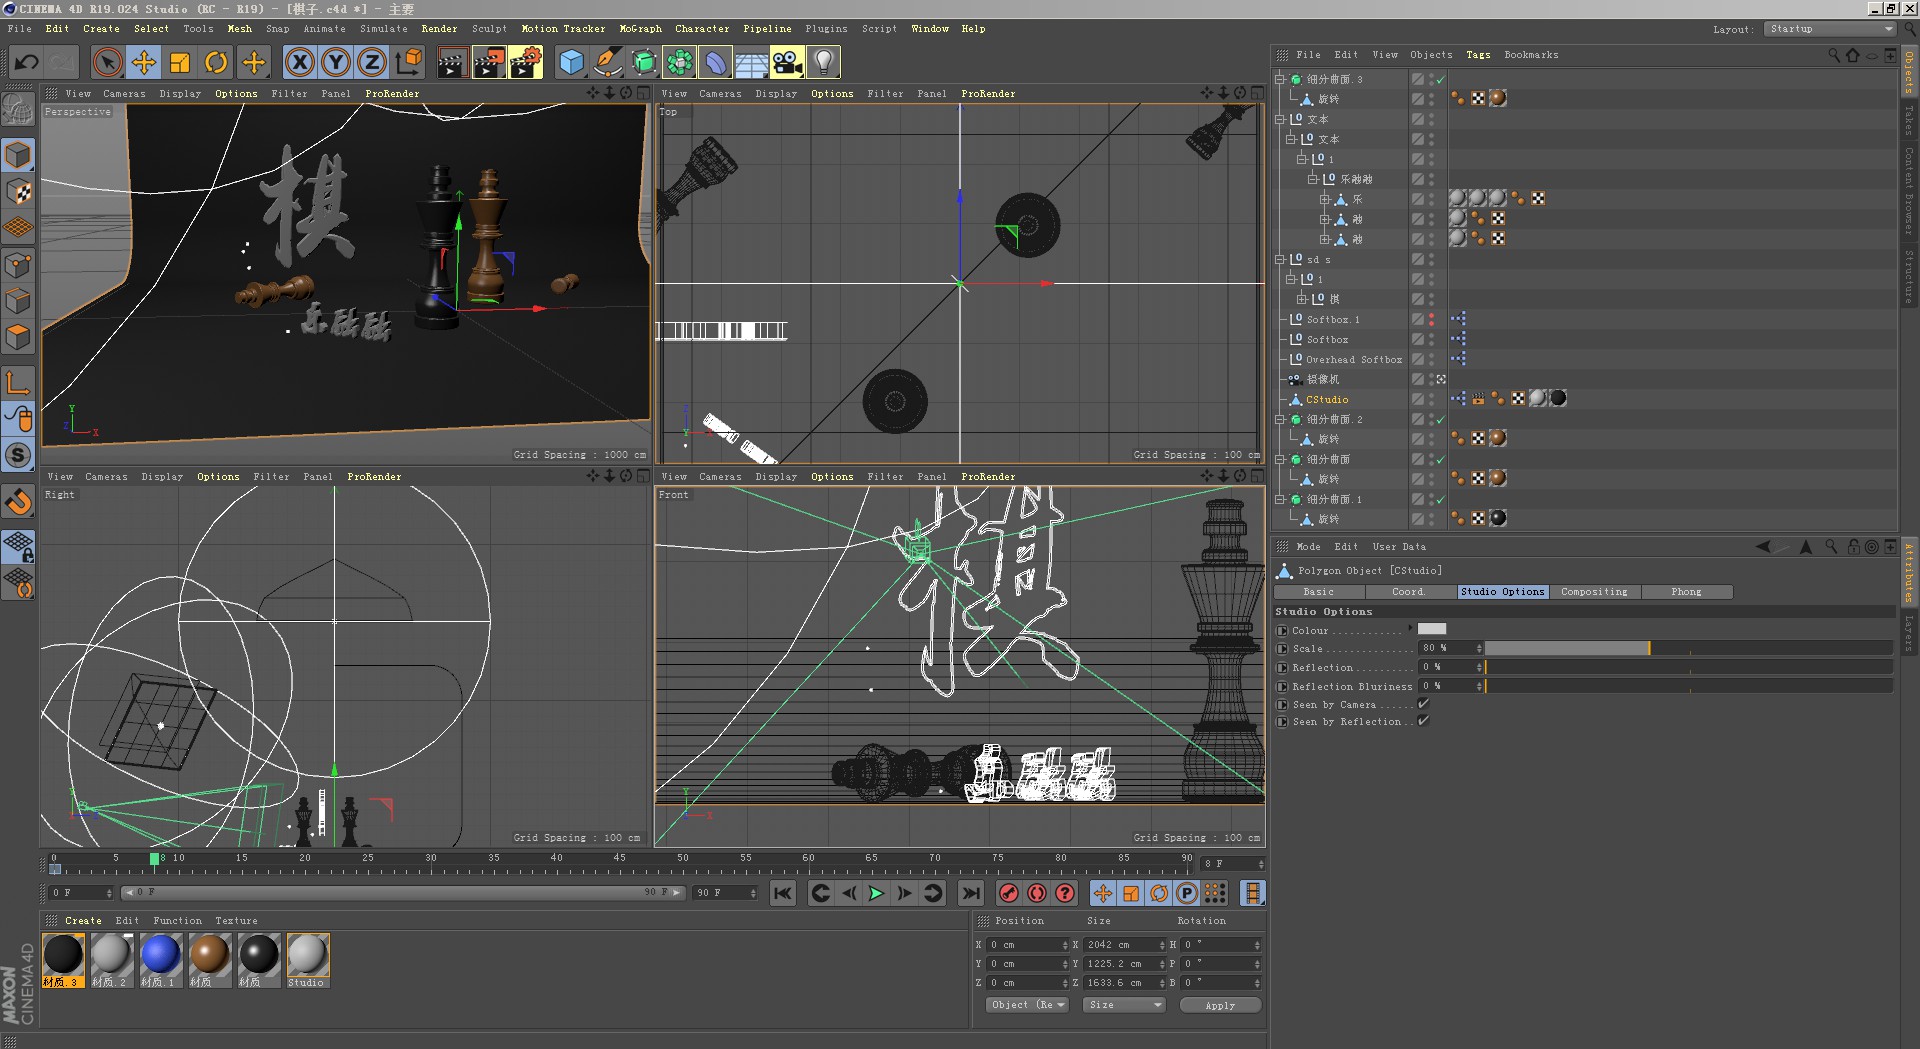 CINEMA 4D R19.024 Studio (RC - R19) - [棋子.c4d *] - 主要
File Edit Create Select Tools Mesh Snap Animate Simulate Render Sculpt Motion Tracker MoGraph Character Pipeline Plugins Script Window Help
Layout: Startup
View Cameras Display Options Filter Panel ProRender
Perspective
棋
乐
Grid Spacing : 1000 cm
View Cameras Display Options Filter Panel ProRender
Top
Grid Spacing : 100 cm
View Cameras Display Options Filter Panel ProRender
Right
Grid Spacing : 100 cm
View Cameras Display Options Filter Panel ProRender
Front
棋
Grid Spacing : 100 cm
File Edit View Objects Tags Bookmarks
细分曲面.3
旋转
文本
文本
1
乐
乐
sd s
1
棋
Softbox.1
Softbox
Overhead Softbox
摄像机
CStudio
细分曲面.2
旋转
细分曲面
旋转
细分曲面.1
旋转
Objects
Takes
Content Browser
Structure
Mode Edit User Data
Polygon Object [CStudio]
Basic Coord. Studio Options Compositing Phong
Studio Options
Colour
Scale 80 %
Reflection 0 %
Reflection Bluriness 0 %
Seen by Camera
Seen by Reflection
Attributes
Layers
0 5 8 10 15 20 25 30 35 40 45 50 55 60 65 70 75 80 85 90
8 F
0 F 0 F 90 F 90 F
Create Edit Function Texture
材质.3 材质.2 材质.1 材质 材质 Studio
Position Size Rotation
X 0 cm X 2042 cm H 0 °
Y 0 cm Y 1225.2 cm P 0 °
Z 0 cm Z 1633.6 cm B 0 °
Object (Re Size Apply
MAXON
CINEMA 4D